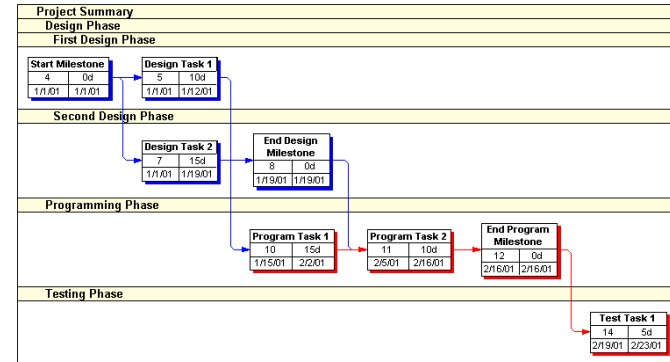 Project Summary
Design Phase
First Design Phase
Start Milestone
4 0d
1/1/01 1/1/01
Design Task 1
5 10d
1/1/01 1/12/01
Second Design Phase
Design Task 2
7 15d
1/1/01 1/19/01
End Design
Milestone
8 0d
1/19/01 1/19/01
Programming Phase
Program Task 1
10 15d
1/15/01 2/2/01
Program Task 2
11 10d
2/5/01 2/16/01
End Program
Milestone
12 0d
2/16/01 2/16/01
Testing Phase
Test Task 1
14 5d
2/19/01 2/23/01